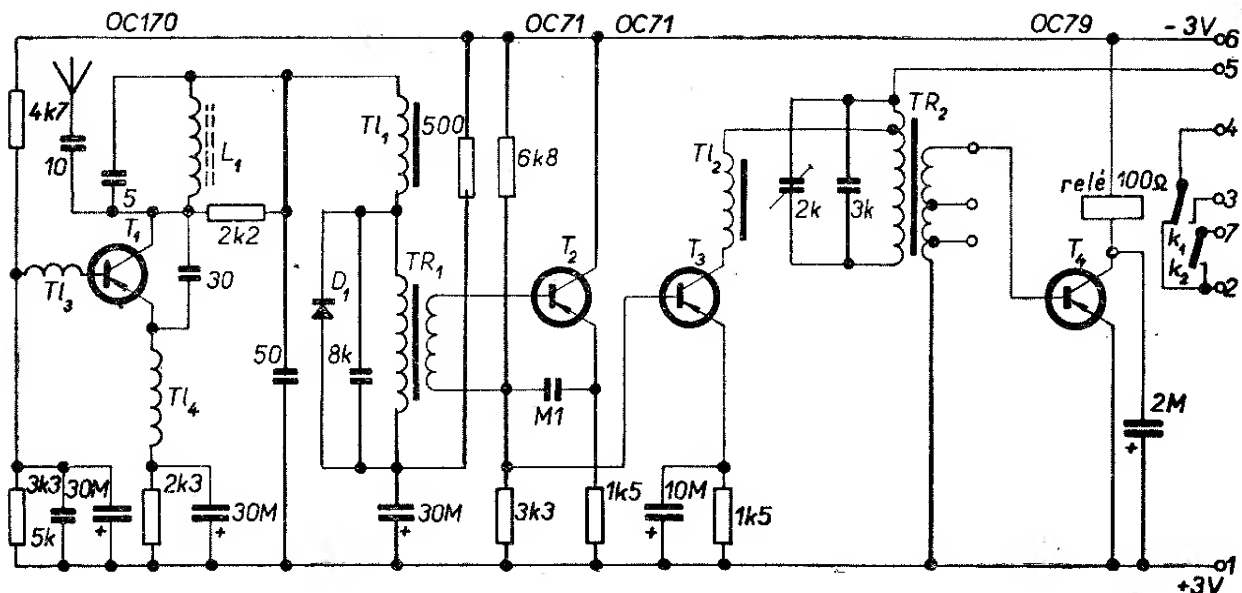 OC170
OC71
OC71
OC79
- 3V
6
5
4
3
7
2
1
+3V
4k7
10
5
L1
2k2
T1
Tl3
30
Tl4
50
3k3
30M
5k
2k3
30M
Tl1
500
D1
8k
TR1
30M
6k8
M1
3k3
T2
1k5
10M
T3
1k5
Tl2
2k
3k
TR2
T4
relé 100Ω
2M
k1
k2
+
+
+
+
+